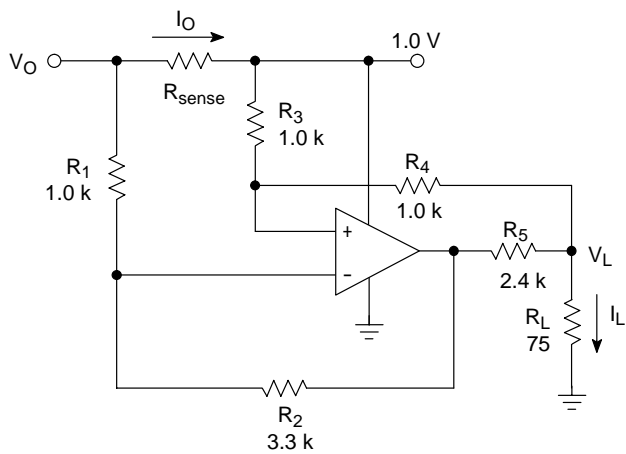 I_O
V_O
1.0 V
R_sense
R_3
1.0 k
R_1
1.0 k
R_4
1.0 k
+
-
R_5
2.4 k
V_L
R_L
75
I_L
R_2
3.3 k